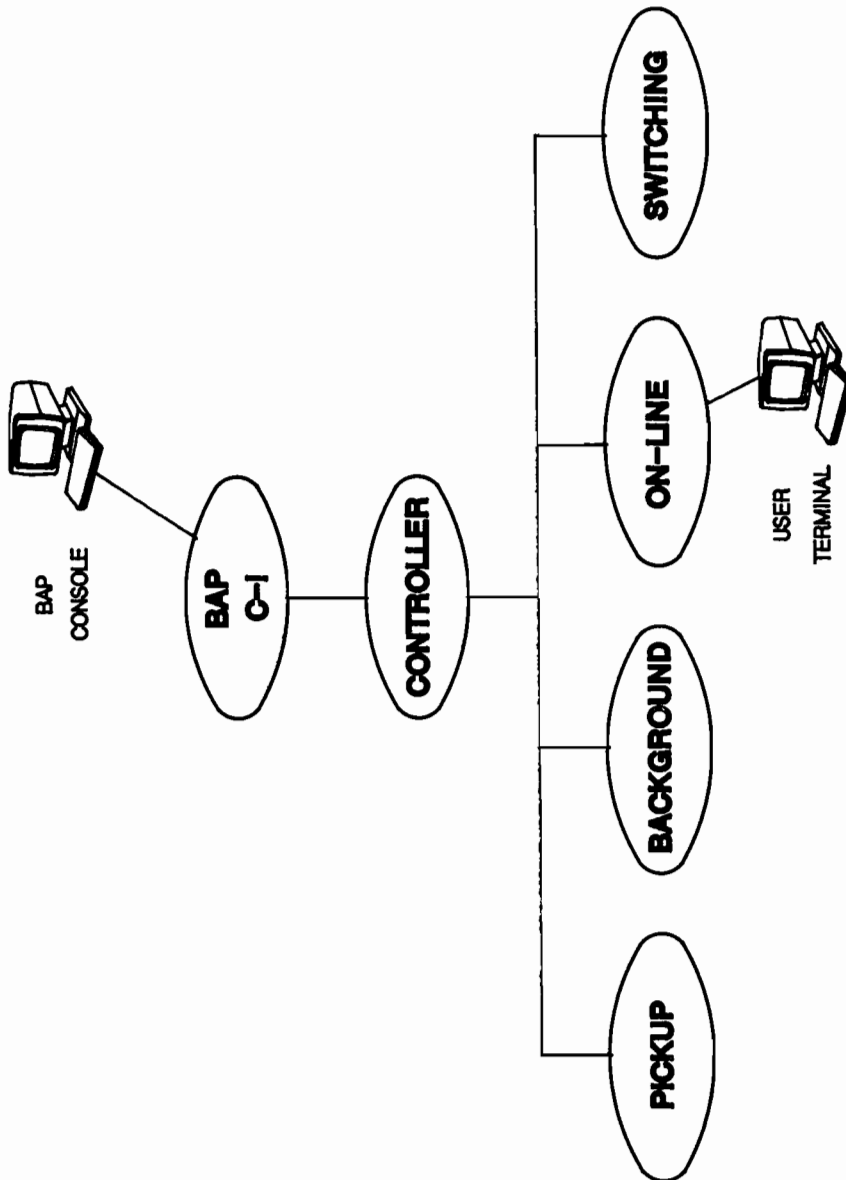 BAP
CONSOLE
BAP
C-I
CONTROLLER
PICKUP
BACKGROUND
ON-LINE
SWITCHING
USER
TERMINAL